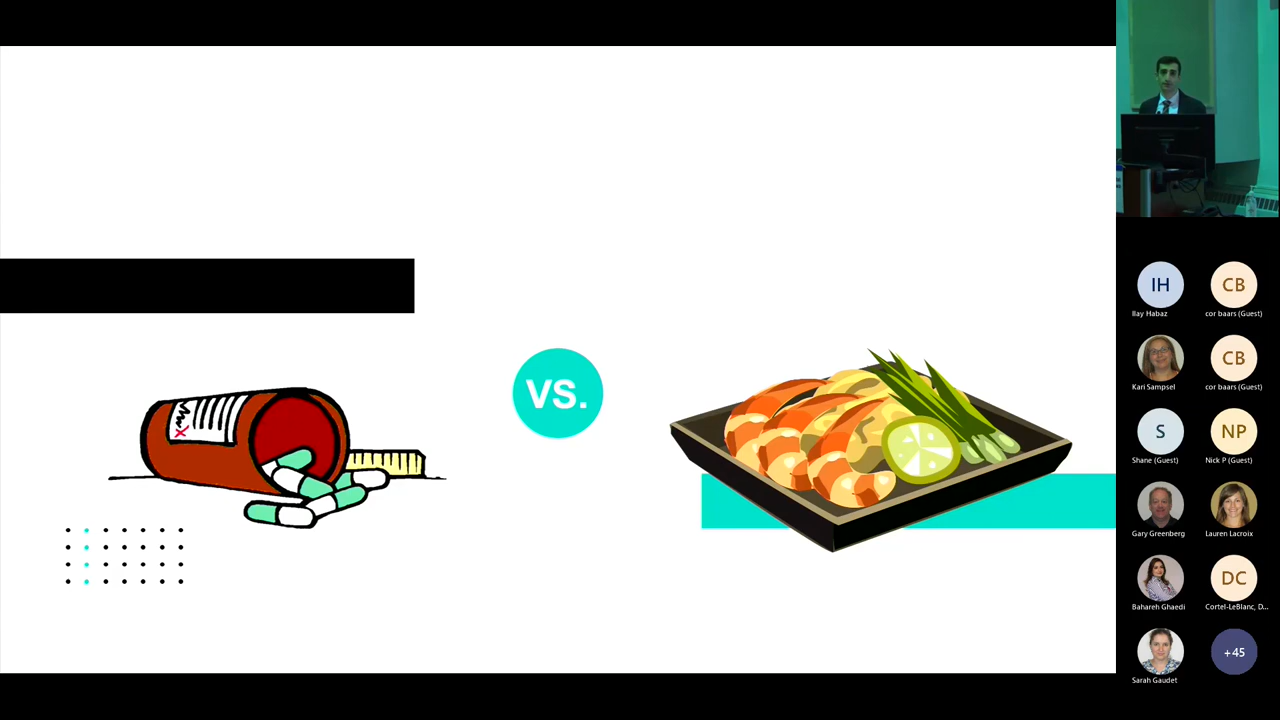 VS.
IH
CB
Ilay Habaz
cor baars (Guest)
CB
Kari Sampsel
cor baars (Guest)
S
NP
Shane (Guest)
Nick P (Guest)
Gary Greenberg
Lauren Lacroix
DC
Bahareh Ghaedi
Cortel-LeBlanc, D...
+45
Sarah Gaudet